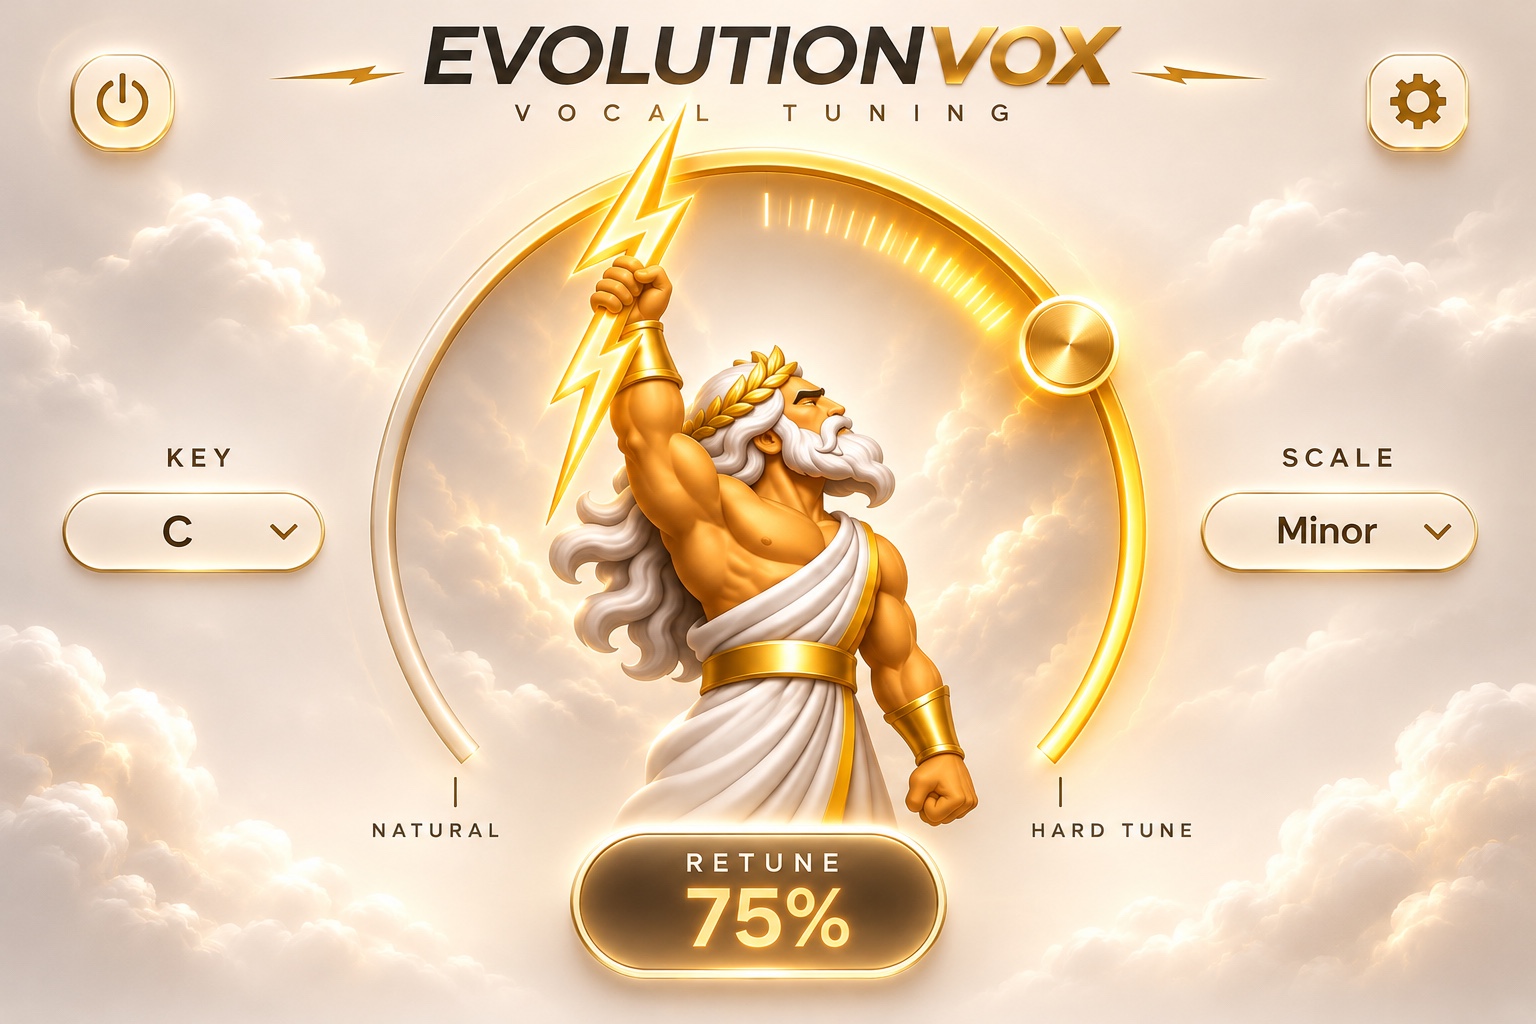 EVOLUTIONVOX
VOCAL TUNING
KEY
C
SCALE
Minor
NATURAL
HARD TUNE
RETUNE
75%